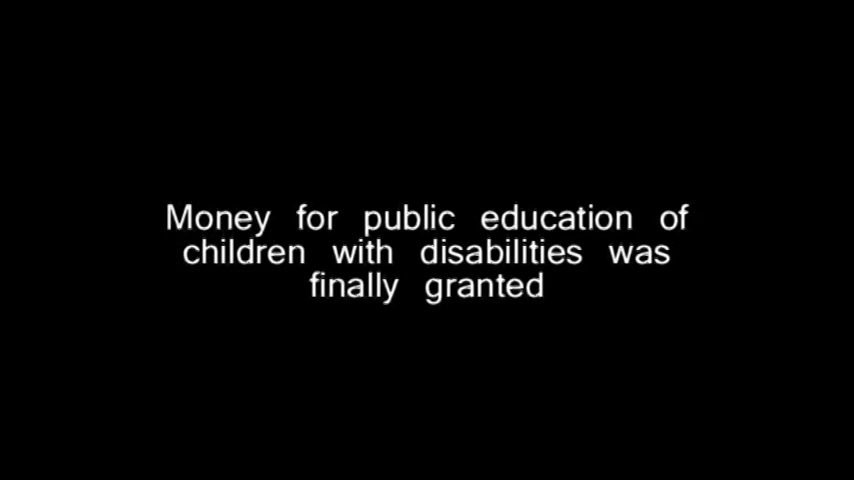 Money for public education of
children with disabilities was
finally granted